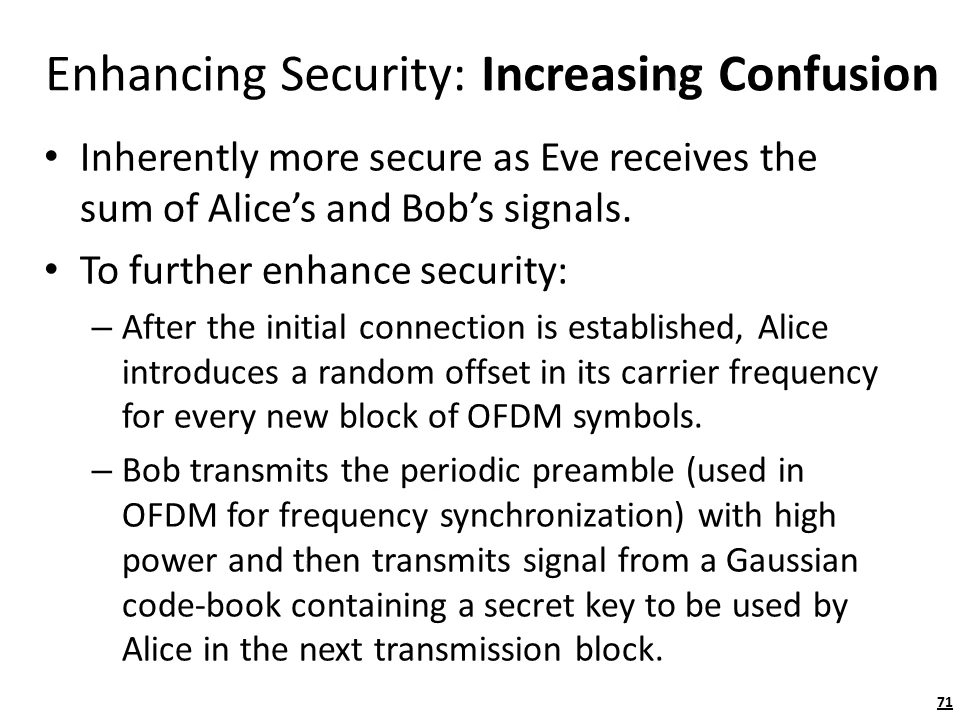 Enhancing Security: Increasing Confusion
• Inherently more secure as Eve receives the
sum of Alice’s and Bob’s signals.
• To further enhance security:
– After the initial connection is established, Alice
introduces a random offset in its carrier frequency
for every new block of OFDM symbols.
– Bob transmits the periodic preamble (used in
OFDM for frequency synchronization) with high
power and then transmits signal from a Gaussian
code-book containing a secret key to be used by
Alice in the next transmission block.
71